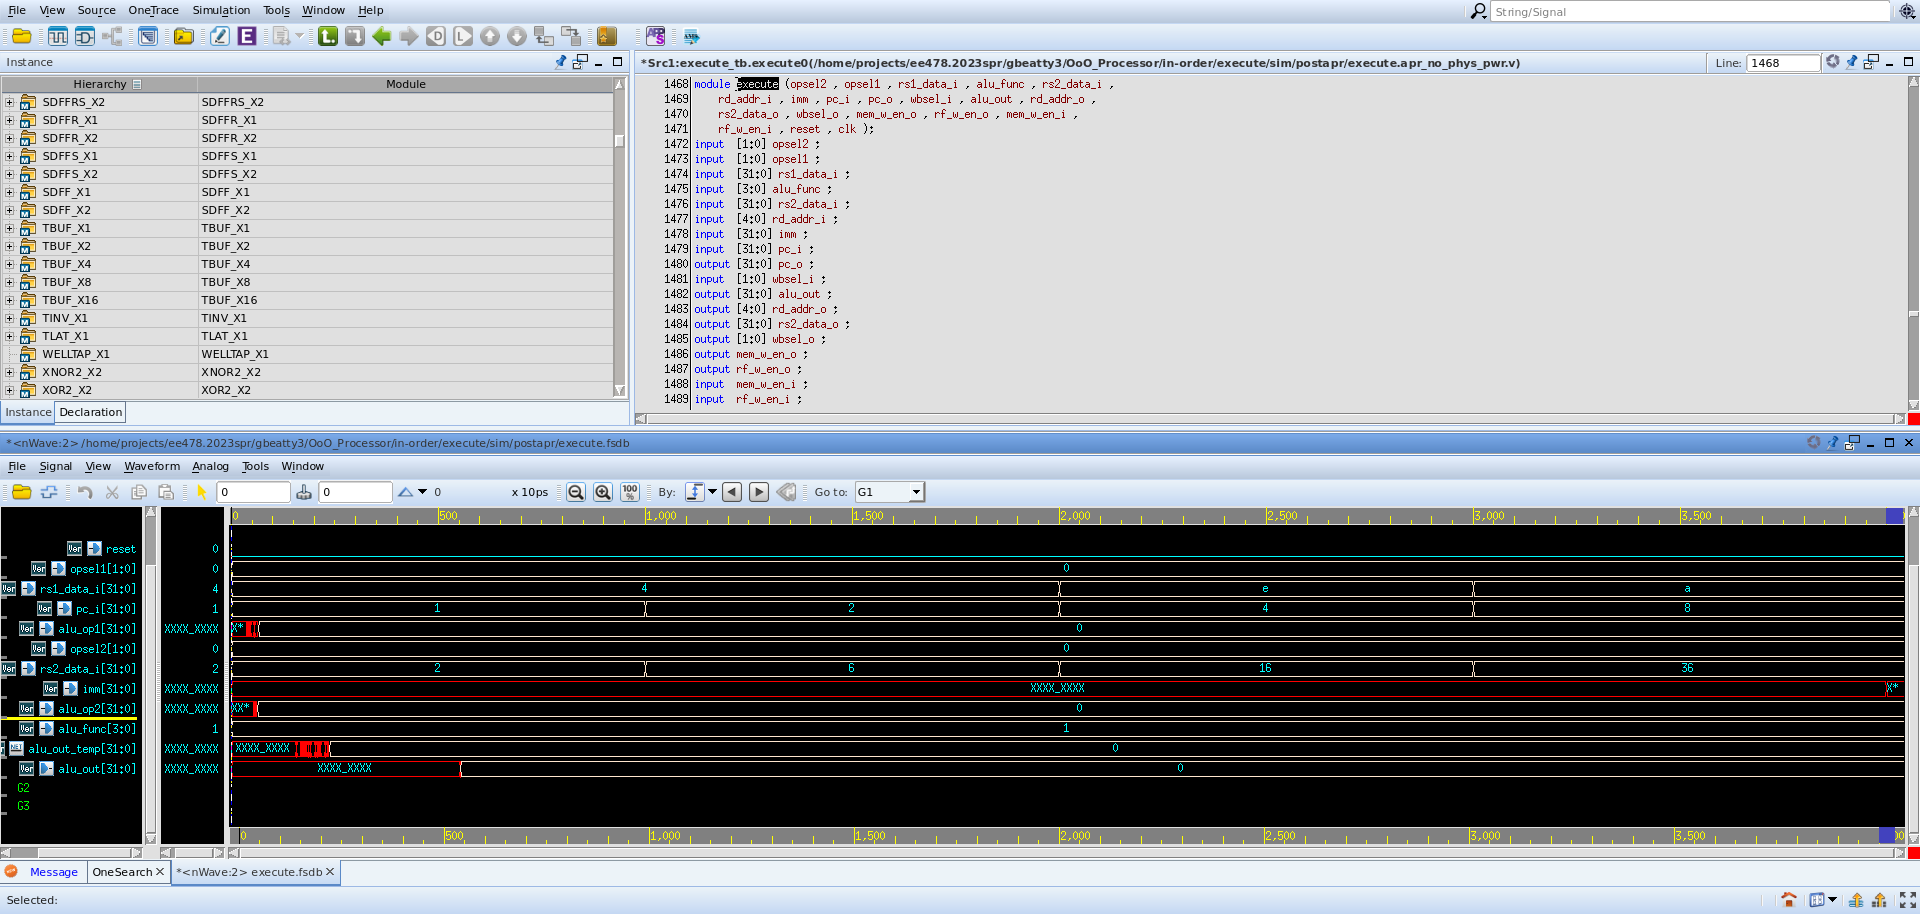 File View Source OneTrace Simulation Tools Window Help
String/Signal
Instance
Hierarchy Module
SDFFRS_X2 SDFFRS_X2
SDFFR_X1 SDFFR_X1
SDFFR_X2 SDFFR_X2
SDFFS_X1 SDFFS_X1
SDFFS_X2 SDFFS_X2
SDFF_X1 SDFF_X1
SDFF_X2 SDFF_X2
TBUF_X1 TBUF_X1
TBUF_X2 TBUF_X2
TBUF_X4 TBUF_X4
TBUF_X8 TBUF_X8
TBUF_X16 TBUF_X16
TINV_X1 TINV_X1
TLAT_X1 TLAT_X1
WELLTAP_X1 WELLTAP_X1
XNOR2_X2 XNOR2_X2
XOR2_X2 XOR2_X2
Instance Declaration
*Src1:execute_tb.execute0(/home/projects/ee478.2023spr/gbeatty3/OoO_Processor/in-order/execute/sim/postapr/execute.apr_no_phys_pwr.v)
Line: 1468
1468 module execute (opsel2 , opsel1 , rs1_data_i , alu_func , rs2_data_i ,
1469 rd_addr_i , imm , pc_i , pc_o , wbsel_i , alu_out , rd_addr_o ,
1470 rs2_data_o , wbsel_o , mem_w_en_o , rf_w_en_o , mem_w_en_i ,
1471 rf_w_en_i , reset , clk );
1472 input [1:0] opsel2 ;
1473 input [1:0] opsel1 ;
1474 input [31:0] rs1_data_i ;
1475 input [3:0] alu_func ;
1476 input [31:0] rs2_data_i ;
1477 input [4:0] rd_addr_i ;
1478 input [31:0] imm ;
1479 input [31:0] pc_i ;
1480 output [31:0] pc_o ;
1481 input [1:0] wbsel_i ;
1482 output [31:0] alu_out ;
1483 output [4:0] rd_addr_o ;
1484 output [31:0] rs2_data_o ;
1485 output [1:0] wbsel_o ;
1486 output mem_w_en_o ;
1487 output rf_w_en_o ;
1488 input mem_w_en_i ;
1489 input rf_w_en_i ;
*<nWave:2> /home/projects/ee478.2023spr/gbeatty3/OoO_Processor/in-order/execute/sim/postapr/execute.fsdb
File Signal View Waveform Analog Tools Window
0 0 0 x 10ps 100% By: Go to: G1
0 500 1,000 1,500 2,000 2,500 3,000 3,500
reset 0
opsel1[1:0] 0 0
rs1_data_i[31:0] 4 4 e a
pc_i[31:0] 1 1 2 4 8
alu_op1[31:0] XXXX_XXXX X* 0
opsel2[1:0] 0 0
rs2_data_i[31:0] 2 2 6 16 36
imm[31:0] XXXX_XXXX XXXX_XXXX X*
alu_op2[31:0] XXXX_XXXX XX* 0
alu_func[3:0] 1 1
alu_out_temp[31:0] XXXX_XXXX XXXX_XXXX 0
alu_out[31:0] XXXX_XXXX XXXX_XXXX 0
G2
G3
0 500 1,000 1,500 2,000 2,500 3,000 3,500
Message OneSearch *<nWave:2> execute.fsdb
Selected: